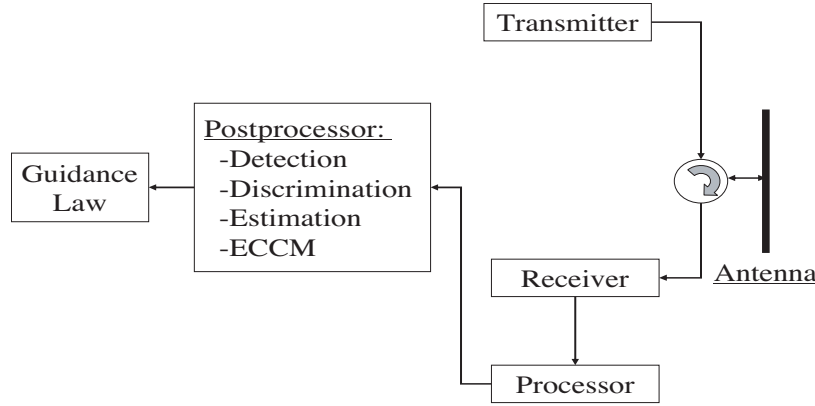 Transmitter
Postprocessor:
-Detection
-Discrimination
-Estimation
-ECCM
Guidance
Law
Receiver
Antenna
Processor